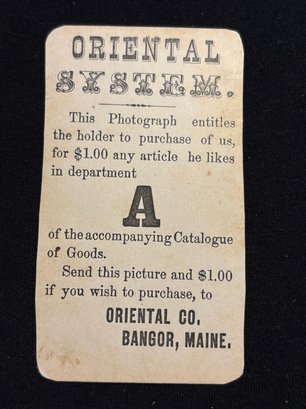 ORIENTAL
SYSTEM.
This Photograph entitles
the holder to purchase of us,
for $1.00 any article he likes
in department
A
of the accompanying Catalogue
of Goods.
Send this picture and $1.00
if you wish to purchase, to
ORIENTAL CO.
BANGOR, MAINE.